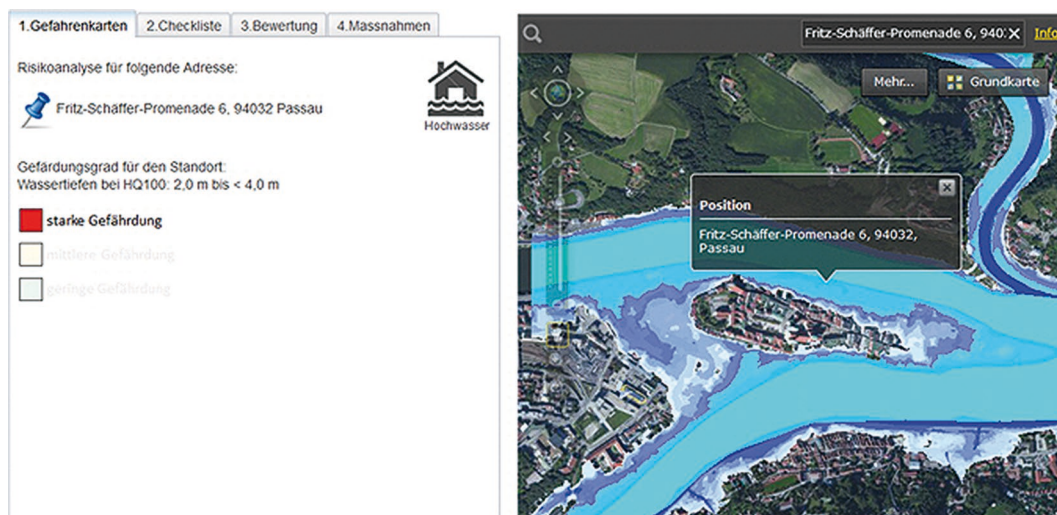 1.Gefahrenkarten
2.Checkliste
3.Bewertung
4.Massnahmen
Risikoanalyse für folgende Adresse:
Fritz-Schäffer-Promenade 6, 94032 Passau
Hochwasser
Gefärdungsgrad für den Standort:
Wassertiefen bei HQ100: 2,0 m bis < 4,0 m
starke Gefährdung
mittlere Gefährdung
geringe Gefährdung
Fritz-Schäffer-Promenade 6, 940
Info
Mehr...
Grundkarte
Position
Fritz-Schäffer-Promenade 6, 94032,
Passau